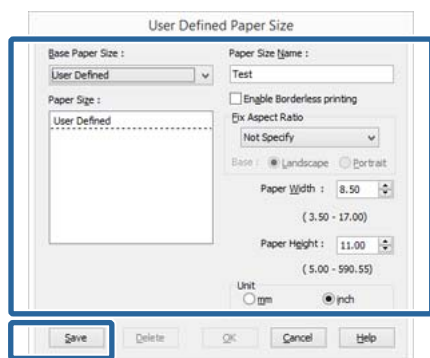 User Defined Paper Size
Base Paper Size :
User Defined
Paper Size :
User Defined
Paper Size Name :
Test
Enable Borderless printing
Fix Aspect Ratio
Not Specify
Base : Landscape Portrait
Paper Width : 8.50
( 3.50 - 17.00)
Paper Height : 11.00
( 5.00 - 590.55)
Unit
mm inch
Save Delete OK Cancel Help